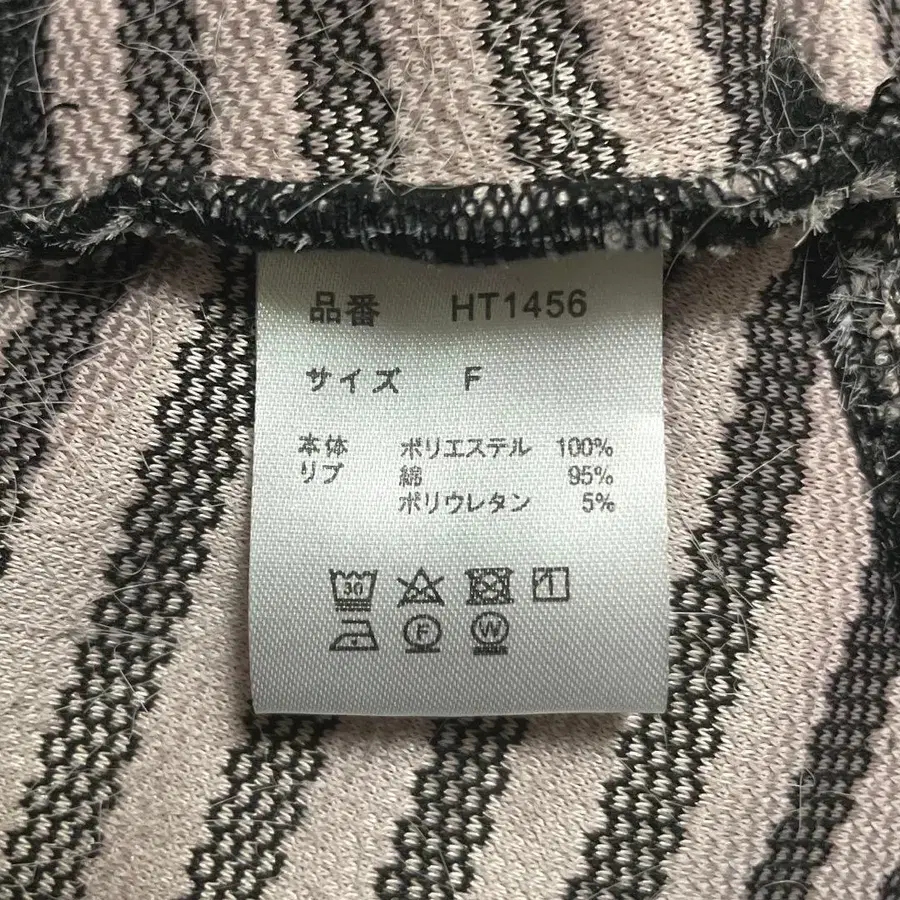 品番 HT1456
サイズ F
本体 ポリエステル 100%
リブ 綿 95%
ポリウレタン 5%
30
F W